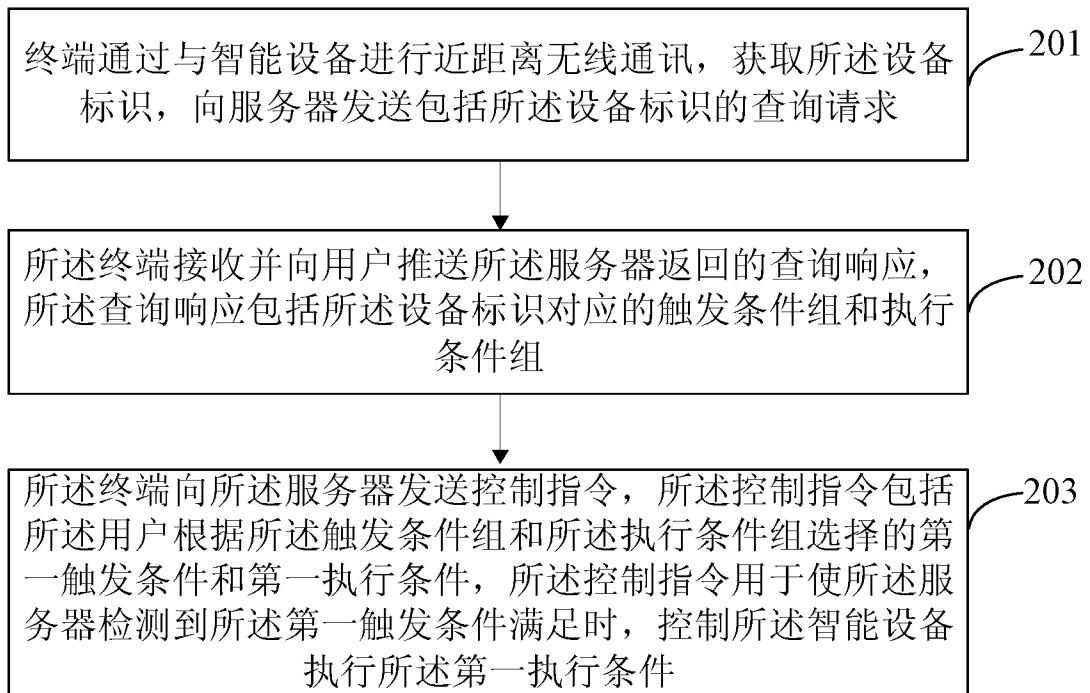 终端通过与智能设备进行近距离无线通讯，获取所述设备
标识，向服务器发送包括所述设备标识的查询请求
201
所述终端接收并向用户推送所述服务器返回的查询响应，
所述查询响应包括所述设备标识对应的触发条件组和执行
条件组
202
所述终端向所述服务器发送控制指令，所述控制指令包括
所述用户根据所述触发条件组和所述执行条件组选择的第
一触发条件和第一执行条件，所述控制指令用于使所述服
务器检测到所述第一触发条件满足时，控制所述智能设备
执行所述第一执行条件
203